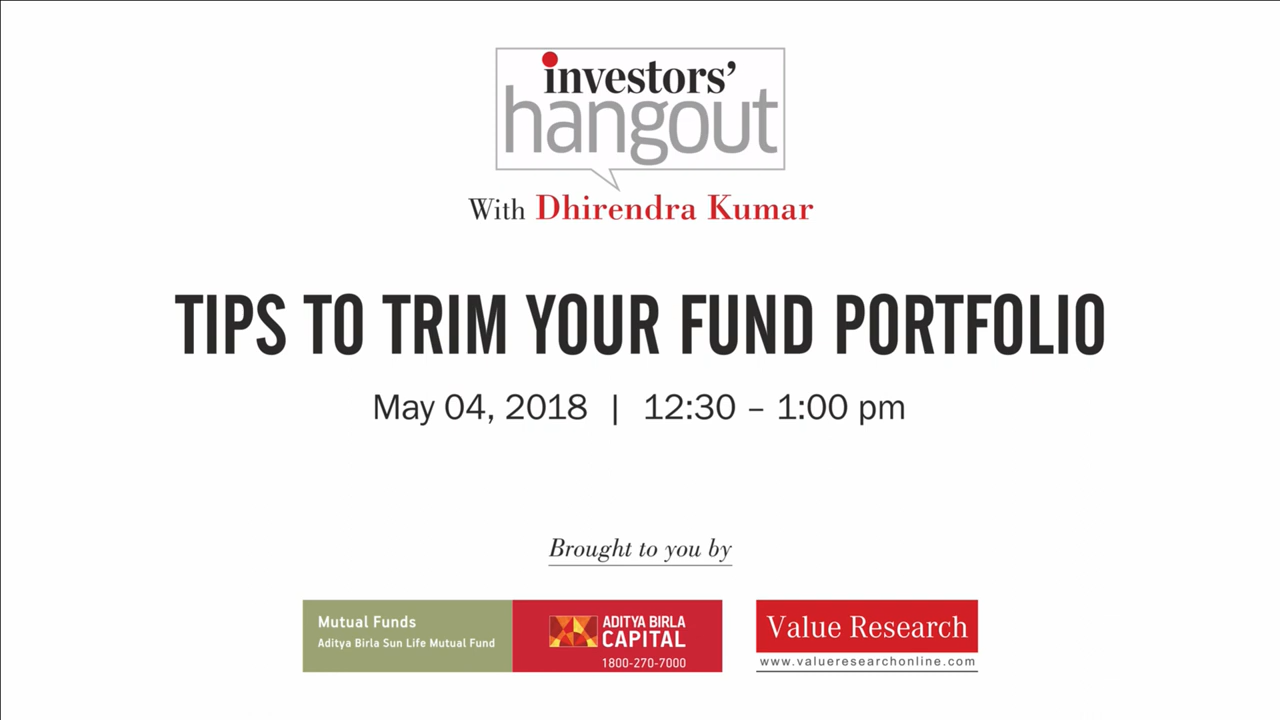 investors’
hangout
With Dhirendra Kumar
TIPS TO TRIM YOUR FUND PORTFOLIO
May 04, 2018 | 12:30 – 1:00 pm
Brought to you by
Mutual Funds
Aditya Birla Sun Life Mutual Fund
ADITYA BIRLA
CAPITAL
1800-270-7000
Value Research
www.valueresearchonline.com